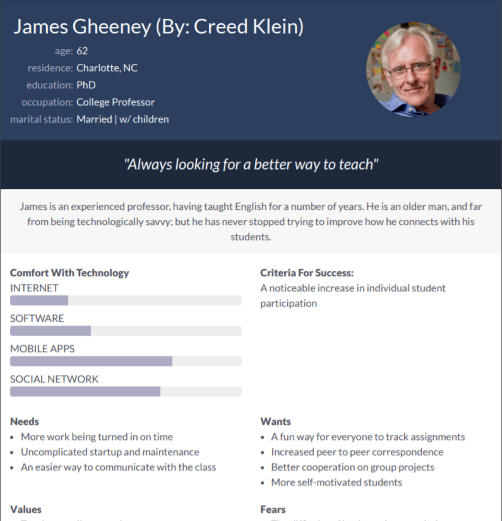 James Gheeney (By: Creed Klein)
age: 62
residence: Charlotte, NC
education: PhD
occupation: College Professor
marital status: Married | w/ children
"Always looking for a better way to teach"
James is an experienced professor, having taught English for a number of years. He is an older man, and far
from being technologically savvy; but he has never stopped trying to improve how he connects with his
students.
Comfort With Technology
INTERNET
SOFTWARE
MOBILE APPS
SOCIAL NETWORK
Criteria For Success:
A noticeable increase in individual student
participation
Needs
• More work being turned in on time
• Uncomplicated startup and maintenance
• An easier way to communicate with the class
Wants
• A fun way for everyone to track assignments
• Increased peer to peer correspondence
• Better cooperation on group projects
• More self-motivated students
Values
Fears